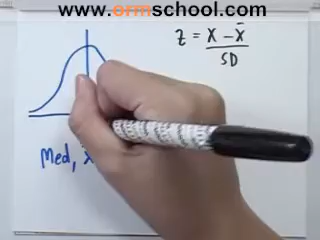 www.ormschool.com
z = x - x̄
SD
Med, x̄